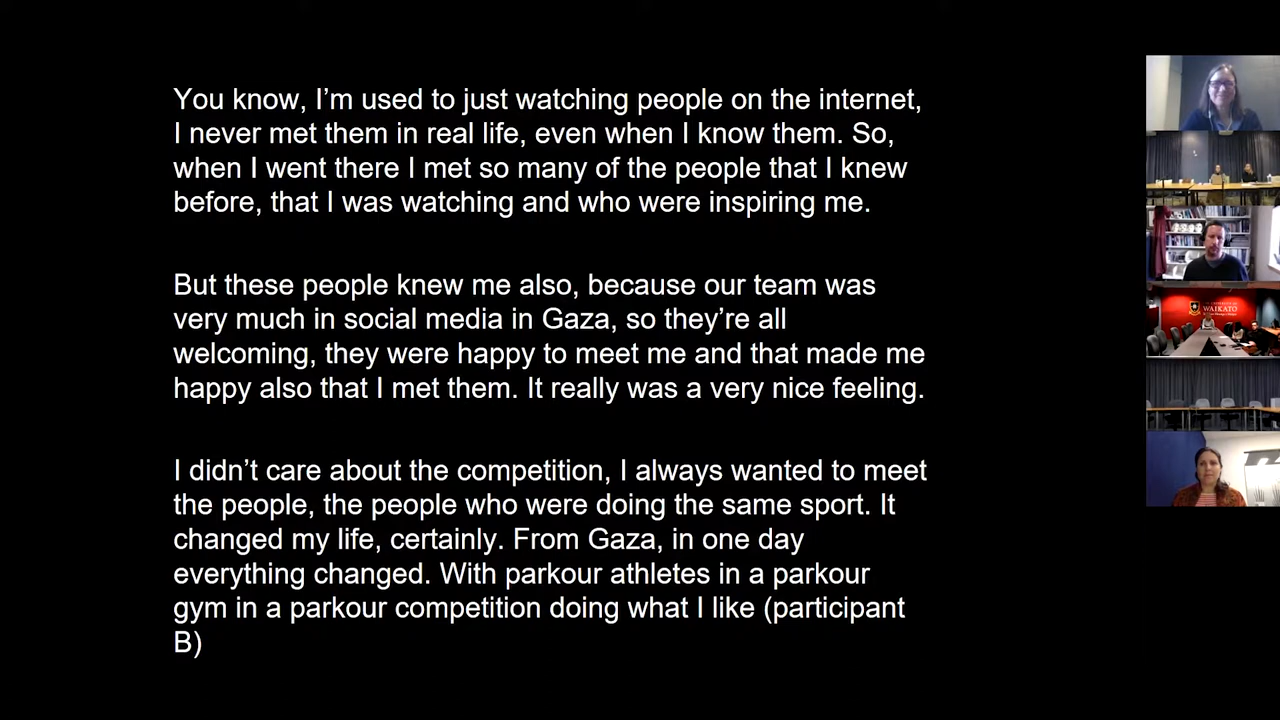 You know, I’m used to just watching people on the internet,
I never met them in real life, even when I know them. So,
when I went there I met so many of the people that I knew
before, that I was watching and who were inspiring me.
But these people knew me also, because our team was
very much in social media in Gaza, so they’re all
welcoming, they were happy to meet me and that made me
happy also that I met them. It really was a very nice feeling.
I didn’t care about the competition, I always wanted to meet
the people, the people who were doing the same sport. It
changed my life, certainly. From Gaza, in one day
everything changed. With parkour athletes in a parkour
gym in a parkour competition doing what I like (participant
B)
WAIKATO